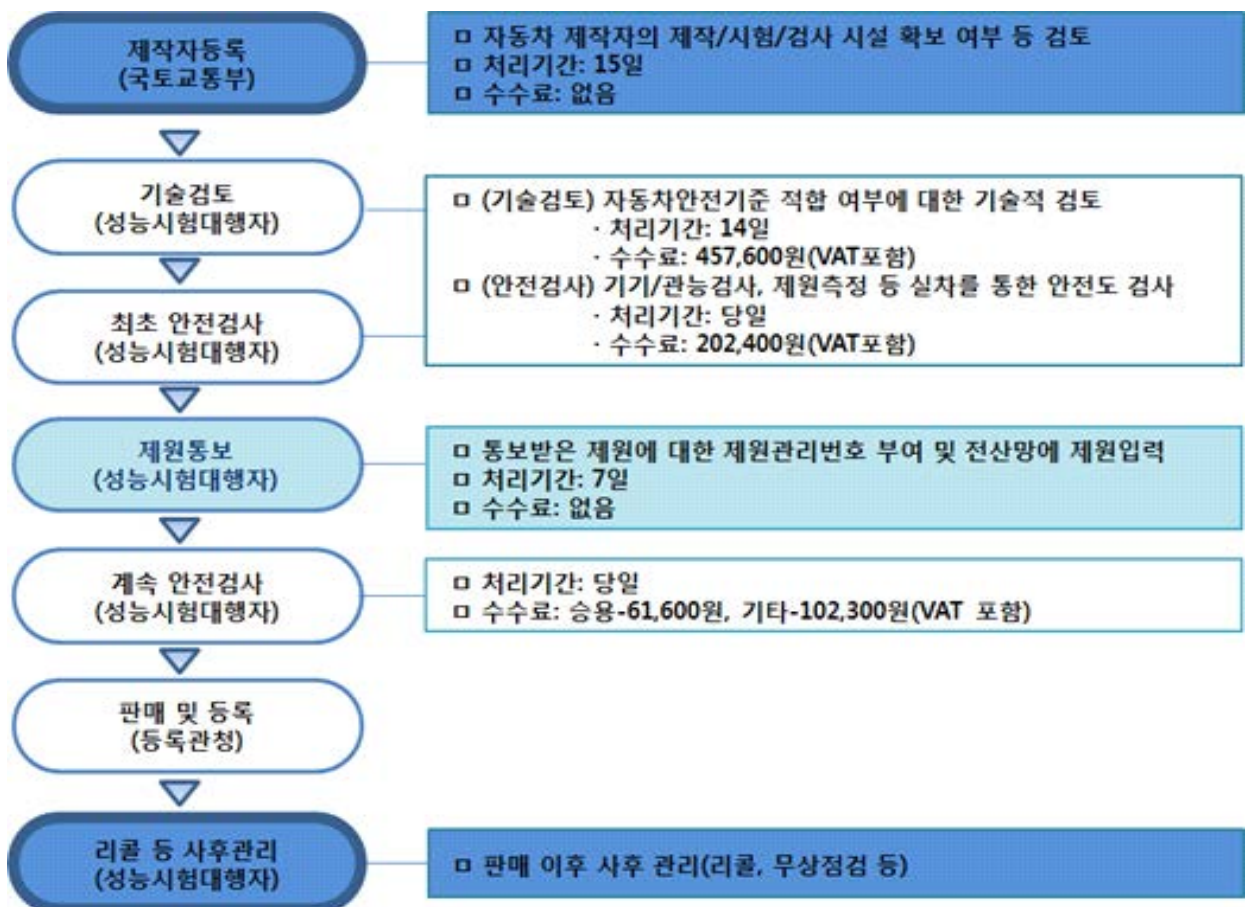 제작자등록
(국토교통부)
□ 자동차 제작자의 제작/시험/검사 시설 확보 여부 등 검토
□ 처리기간: 15일
□ 수수료: 없음
기술검토
(성능시험대행자)
□ (기술검토) 자동차안전기준 적합 여부에 대한 기술적 검토
· 처리기간: 14일
· 수수료: 457,600원(VAT포함)
□ (안전검사) 기기/관능검사, 제원측정 등 실차를 통한 안전도 검사
· 처리기간: 당일
· 수수료: 202,400원(VAT포함)
최초 안전검사
(성능시험대행자)
제원통보
(성능시험대행자)
□ 통보받은 제원에 대한 제원관리번호 부여 및 전산망에 제원입력
□ 처리기간: 7일
□ 수수료: 없음
계속 안전검사
(성능시험대행자)
□ 처리기간: 당일
□ 수수료: 승용-61,600원, 기타-102,300원(VAT 포함)
판매 및 등록
(등록관청)
리콜 등 사후관리
(성능시험대행자)
□ 판매 이후 사후 관리(리콜, 무상점검 등)